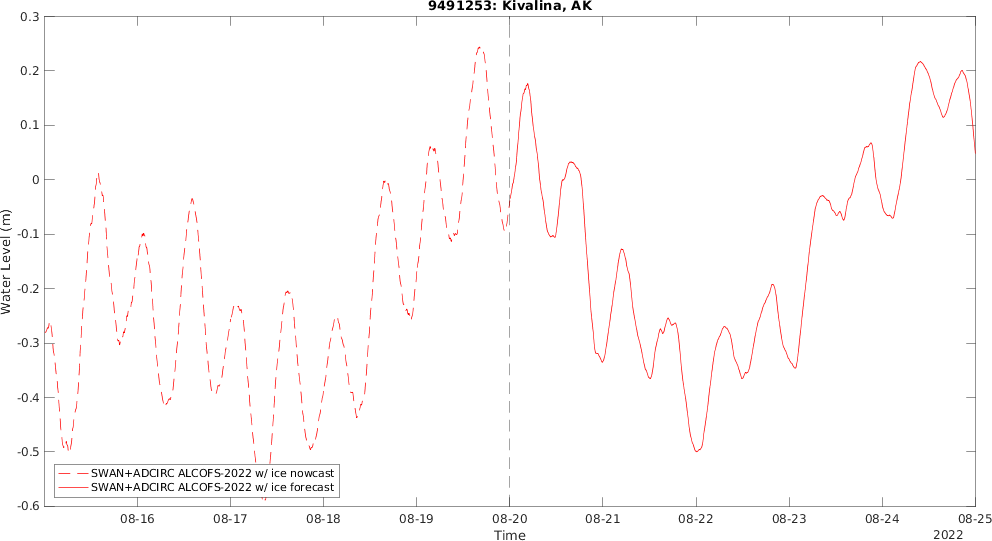 9491253: Kivalina, AK
0.3
0.2
0.1
0
-0.1
-0.2
-0.3
-0.4
-0.5
-0.6
Water Level (m)
SWAN+ADCIRC ALCOFS-2022 w/ ice nowcast
SWAN+ADCIRC ALCOFS-2022 w/ ice forecast
08-16 08-17 08-18 08-19 08-20 08-21 08-22 08-23 08-24 08-25
Time
2022